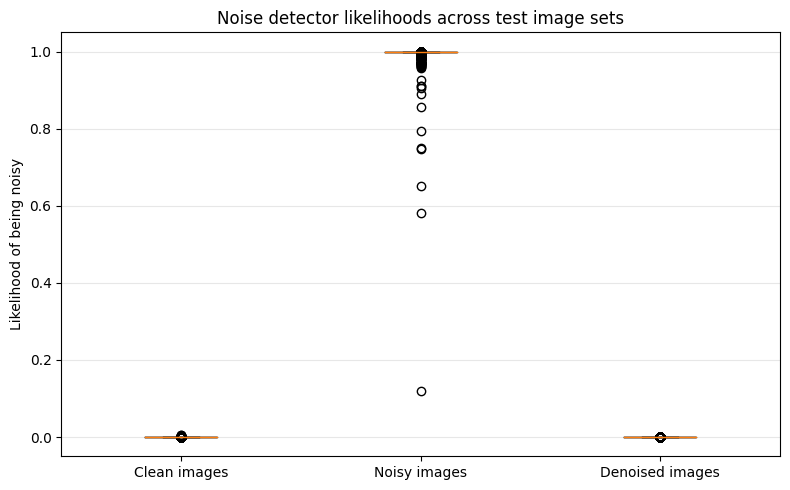 Noise detector likelihoods across test image sets
Likelihood of being noisy
1.0
0.8
0.6
0.4
0.2
0.0
Clean images
Noisy images
Denoised images